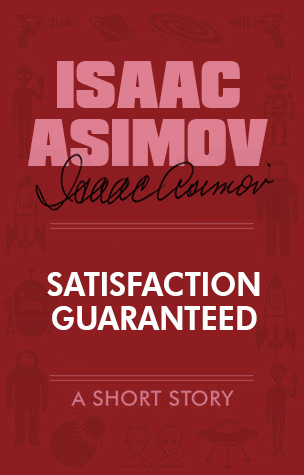 ISAAC
ASIMOV
Isaac Asimov
SATISFACTION
GUARANTEED
A SHORT STORY